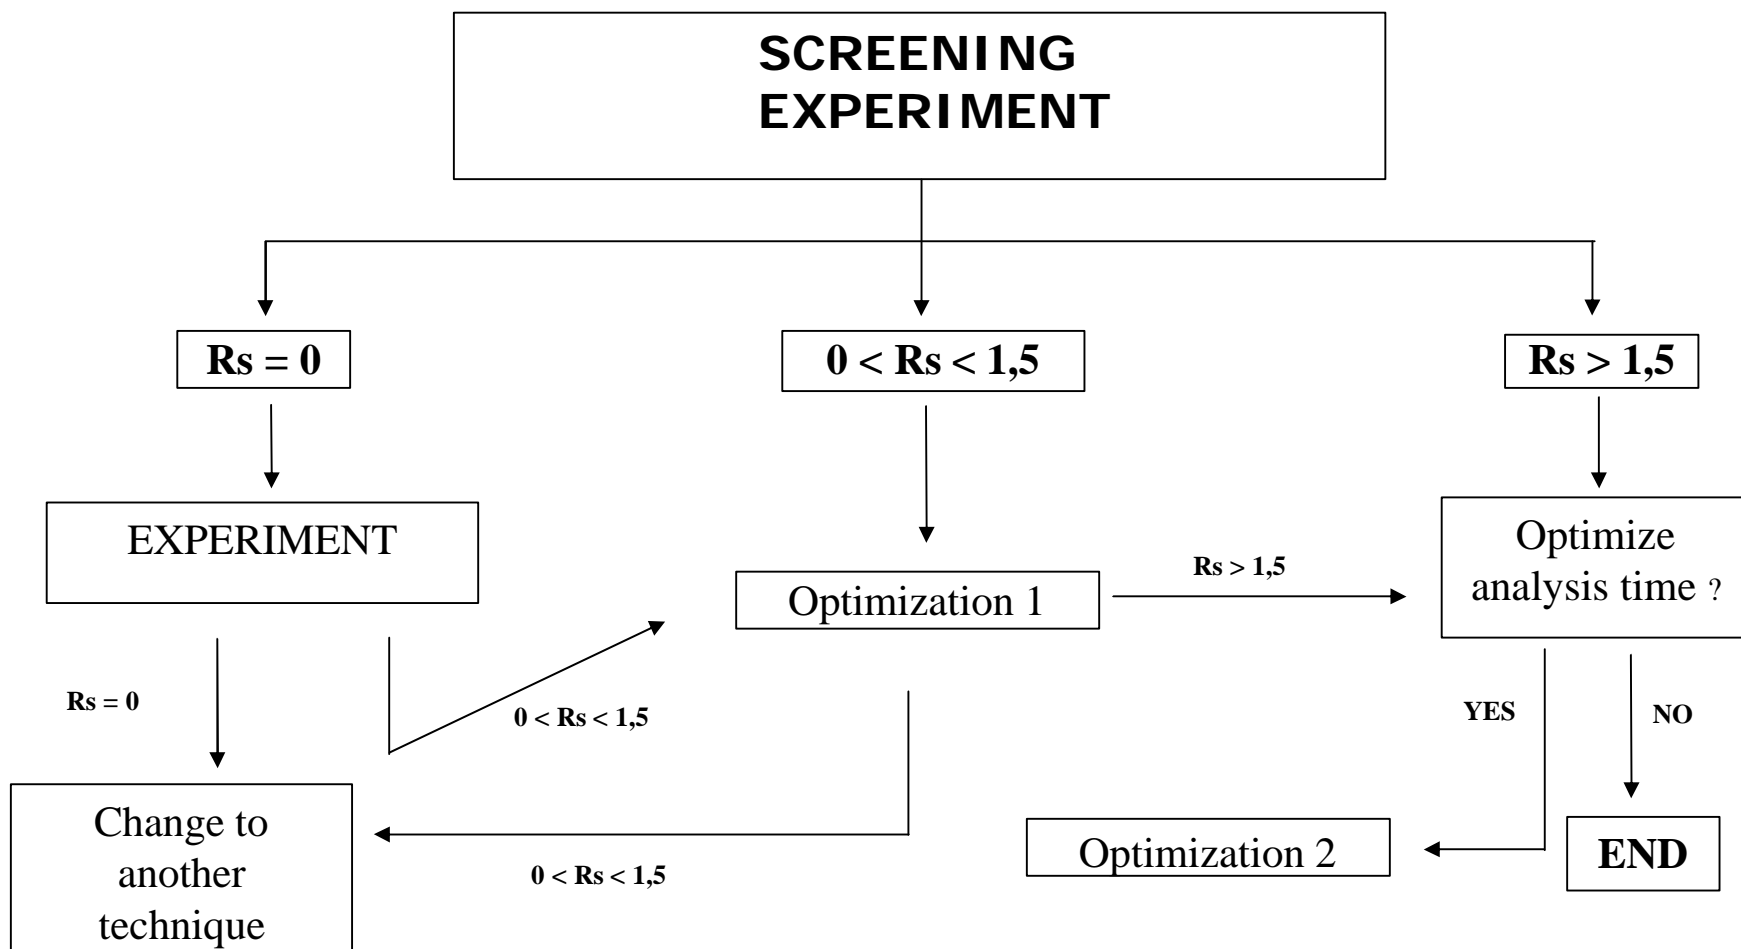 SCREENING
EXPERIMENT
Rs = 0
0 < Rs < 1,5
Rs > 1,5
EXPERIMENT
Optimization 1
Rs > 1,5
Optimize
analysis time ?
Rs = 0
0 < Rs < 1,5
YES
NO
Change to
another
technique
0 < Rs < 1,5
Optimization 2
END